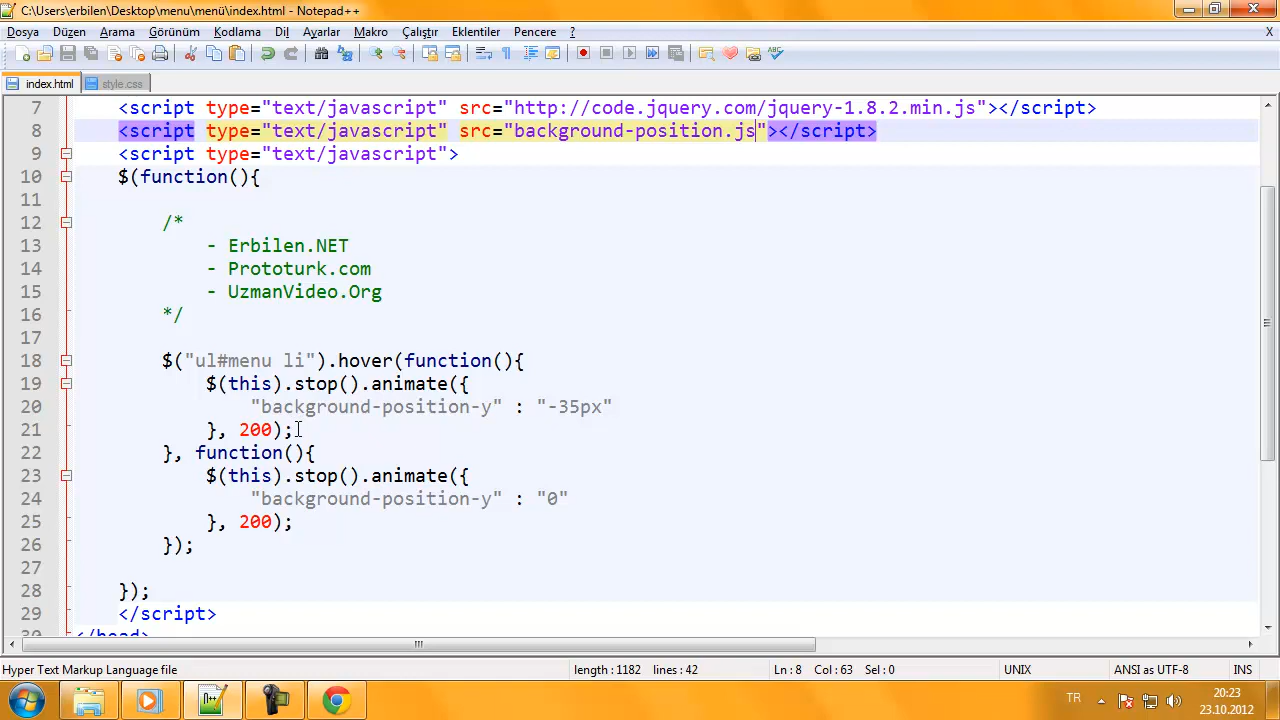 C:\Users\erbilen\Desktop\menu\menü\index.html - Notepad++
Dosya Düzen Arama Görünüm Kodlama Dil Ayarlar Makro Çalıştır Eklentiler Pencere ? X
index.html style.css
7 <script type="text/javascript" src="http://code.jquery.com/jquery-1.8.2.min.js"></script>
8 <script type="text/javascript" src="background-position.js"></script>
9 <script type="text/javascript">
10 $(function(){
11
12 /*
13 - Erbilen.NET
14 - Prototurk.com
15 - UzmanVideo.Org
16 */
17
18 $("ul#menu li").hover(function(){
19 $(this).stop().animate({
20 "background-position-y" : "-35px"
21 }, 200);
22 }, function(){
23 $(this).stop().animate({
24 "background-position-y" : "0"
25 }, 200);
26 });
27
28 });
29 </script>
30 </head>
Hyper Text Markup Language file length : 1182 lines : 42 Ln : 8 Col : 63 Sel : 0 UNIX ANSI as UTF-8 INS
TR 20:23
23.10.2012